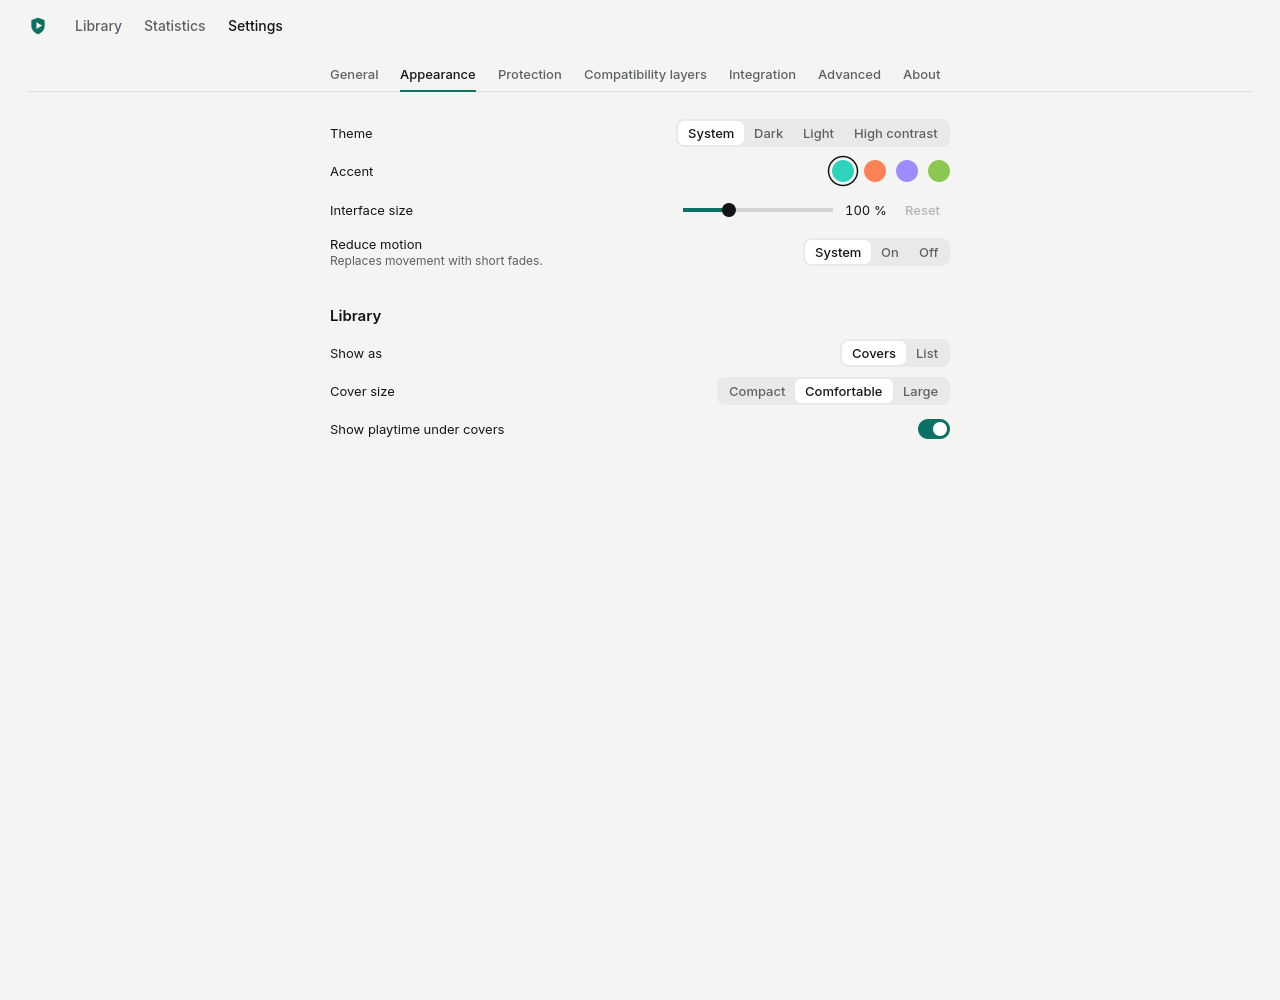 Library Statistics Settings
General Appearance Protection Compatibility layers Integration Advanced About
Theme System Dark Light High contrast
Accent
Interface size 100 % Reset
Reduce motion System On Off
Replaces movement with short fades.
Library
Show as Covers List
Cover size Compact Comfortable Large
Show playtime under covers